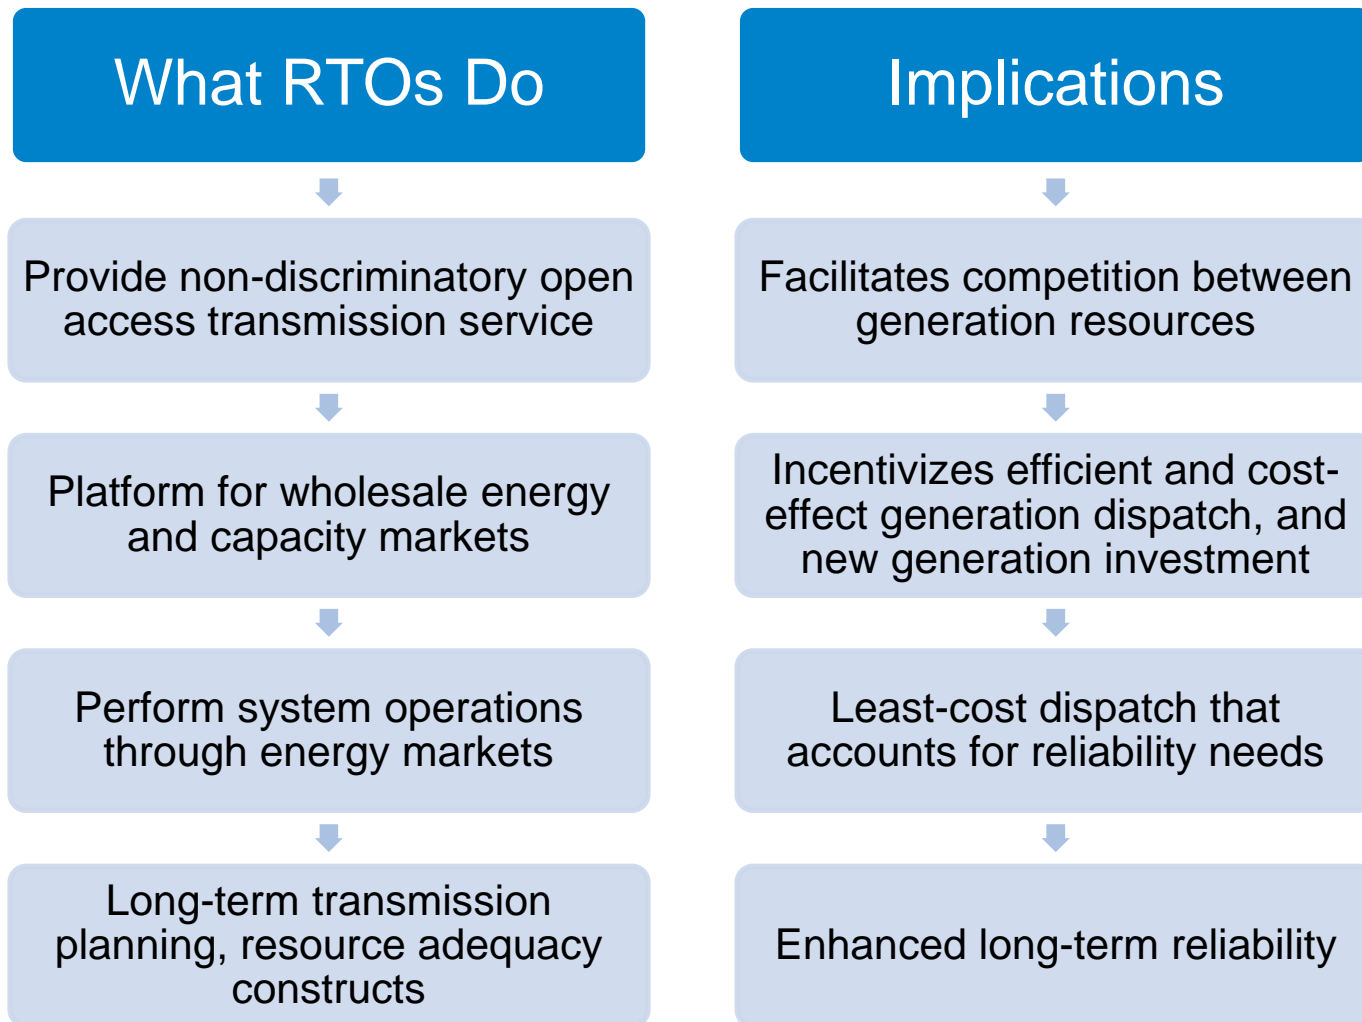 What RTOs Do
Provide non-discriminatory open
access transmission service
Platform for wholesale energy
and capacity markets
Perform system operations
through energy markets
Long-term transmission
planning, resource adequacy
constructs
Implications
Facilitates competition between
generation resources
Incentivizes efficient and cost-
effect generation dispatch, and
new generation investment
Least-cost dispatch that
accounts for reliability needs
Enhanced long-term reliability